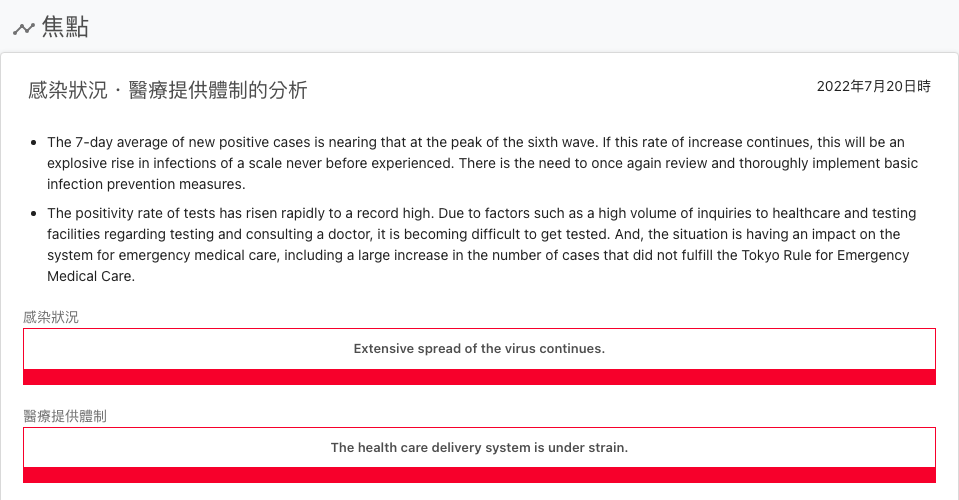 焦點
感染狀況・醫療提供體制的分析
2022年7月20日時
• The 7-day average of new positive cases is nearing that at the peak of the sixth wave. If this rate of increase continues, this will be an
explosive rise in infections of a scale never before experienced. There is the need to once again review and thoroughly implement basic
infection prevention measures.
• The positivity rate of tests has risen rapidly to a record high. Due to factors such as a high volume of inquiries to healthcare and testing
facilities regarding testing and consulting a doctor, it is becoming difficult to get tested. And, the situation is having an impact on the
system for emergency medical care, including a large increase in the number of cases that did not fulfill the Tokyo Rule for Emergency
Medical Care.
感染狀況
Extensive spread of the virus continues.
醫療提供體制
The health care delivery system is under strain.